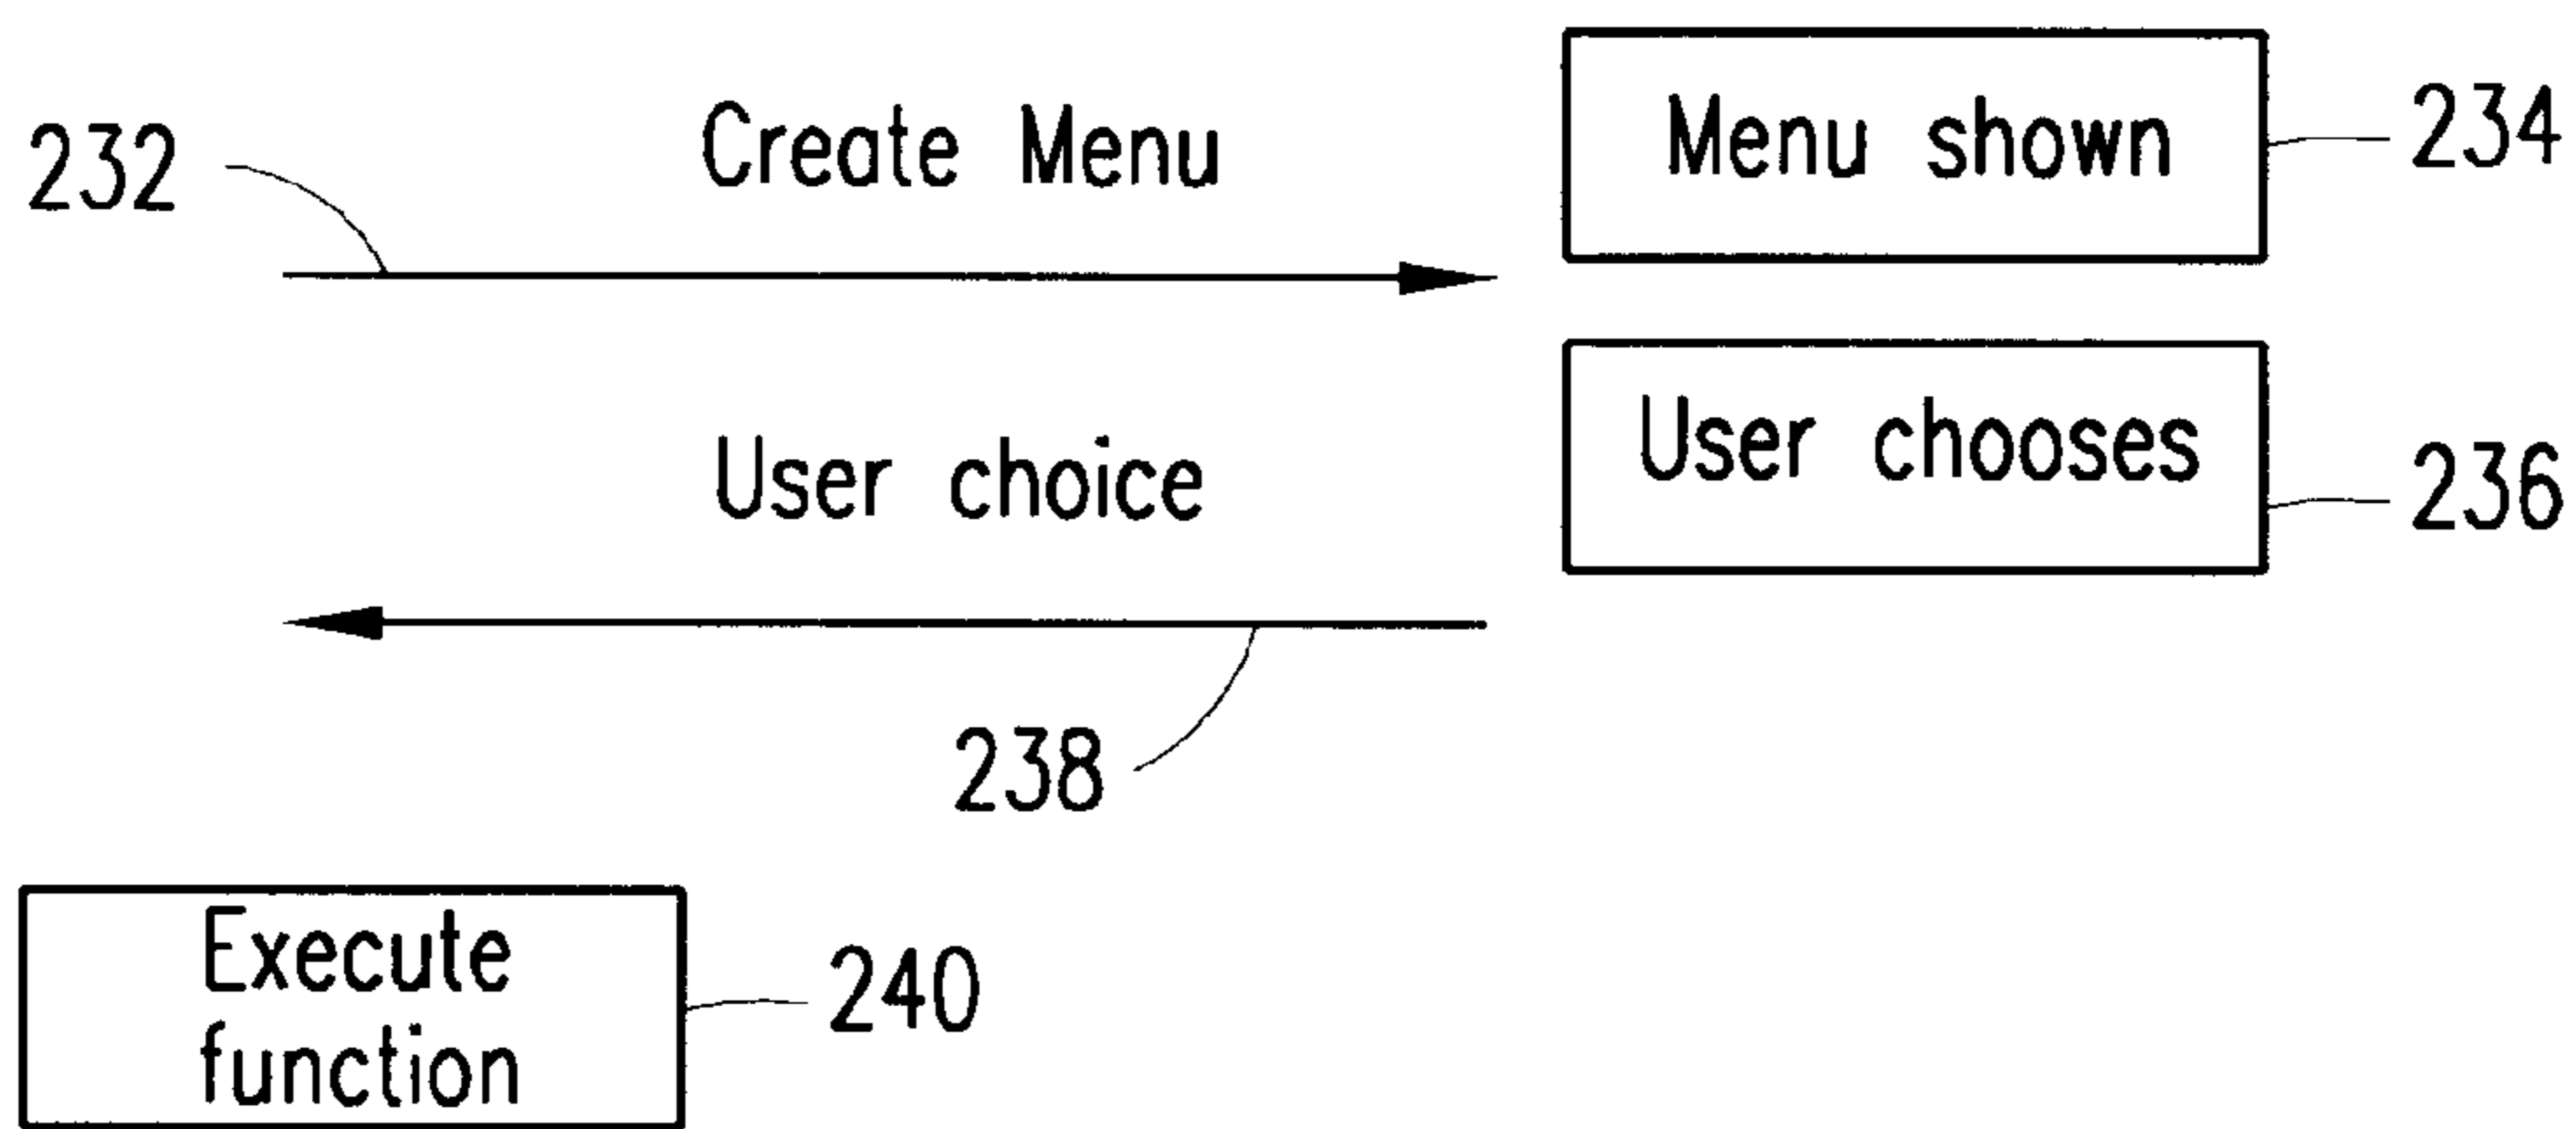 232
Create Menu
Menu shown
234
User choice
User chooses
236
238
Execute
function
240